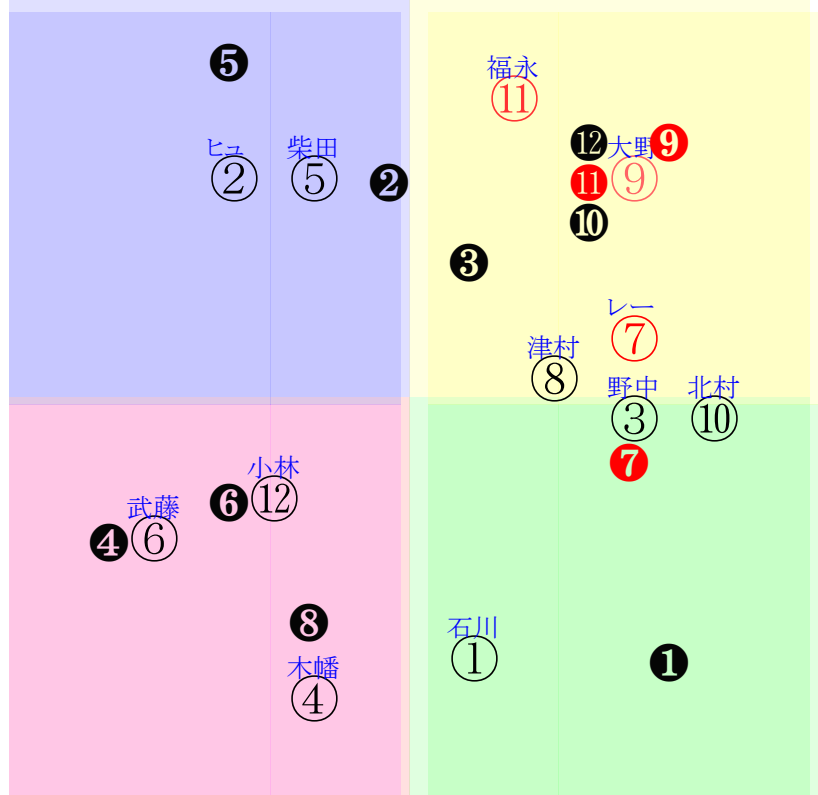 ❺
福永
⑪
ヒュ
②
柴田
⑤
❷
⓬
大野
❾
⓫
⑨
❿
❸
レー
⑦
津村
⑧
野中
③
北村
⑩
❼
小林
⑫
❻
武藤
⑥
❹
❽
木幡
④
石川
①
❶